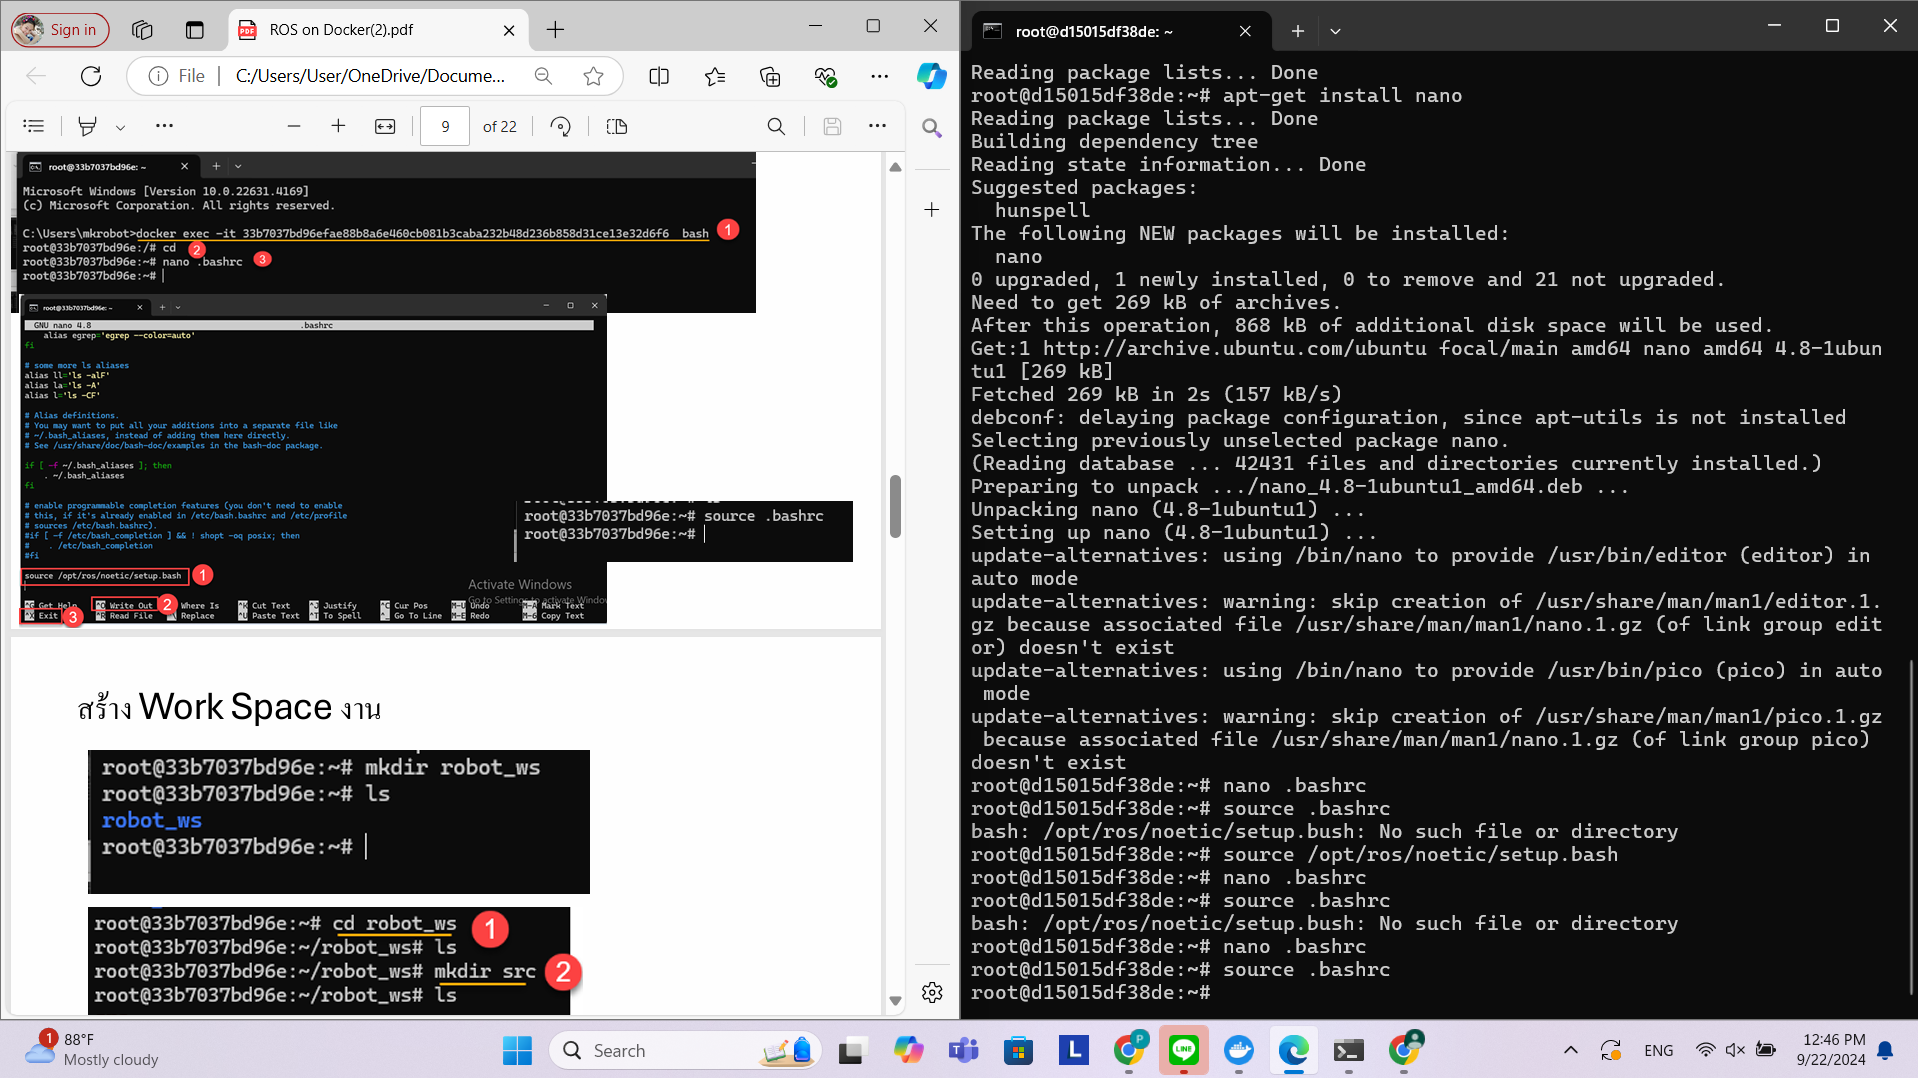 Sign in
ROS on Docker(2).pdf
File
C:/Users/User/OneDrive/Docume...
9
of 22
root@33b7037bd96e: ~
Microsoft Windows [Version 10.0.22631.4169]
(c) Microsoft Corporation. All rights reserved.
C:\Users\mkrobot>docker exec -it 33b7037bd96efae88b8a6e460cb081b3caba232b48d236b858d31ce13e32d6f6  bash
1
root@33b7037bd96e:/# cd
2
root@33b7037bd96e:~# nano .bashrc
3
root@33b7037bd96e:~#
root@33b7037bd96e: ~
GNU nano 4.8
.bashrc
alias egrep='egrep --color=auto'
fi
# some more ls aliases
alias ll='ls -alF'
alias la='ls -A'
alias l='ls -CF'
# Alias definitions.
# You may want to put all your additions into a separate file like
# ~/.bash_aliases, instead of adding them here directly.
# See /usr/share/doc/bash-doc/examples in the bash-doc package.
if [ -f ~/.bash_aliases ]; then
. ~/.bash_aliases
fi
# enable programmable completion features (you don't need to enable
# this, if it's already enabled in /etc/bash.bashrc and /etc/profile
# sources /etc/bash.bashrc).
#if [ -f /etc/bash_completion ] && ! shopt -oq posix; then
#    . /etc/bash_completion
#fi
source /opt/ros/noetic/setup.bash
1
Activate Windows
Go to Settings to activate Window
^G Get Help ^O Write Out 2 Where Is ^K Cut Text ^J Justify ^C Cur Pos M-U Undo M-A Mark Text
^X Exit 3 ^R Read File Replace ^U Paste Text ^T To Spell ^_ Go To Line M-E Redo M-6 Copy Text
root@33b7037bd96e:~# source .bashrc
root@33b7037bd96e:~#
สร้าง Work Space งาน
root@33b7037bd96e:~# mkdir robot_ws
root@33b7037bd96e:~# ls
robot_ws
root@33b7037bd96e:~#
root@33b7037bd96e:~# cd robot_ws
1
root@33b7037bd96e:~/robot_ws# ls
root@33b7037bd96e:~/robot_ws# mkdir src
2
root@33b7037bd96e:~/robot_ws# ls
root@d15015df38de: ~
Reading package lists... Done
root@d15015df38de:~# apt-get install nano
Reading package lists... Done
Building dependency tree
Reading state information... Done
Suggested packages:
hunspell
The following NEW packages will be installed:
nano
0 upgraded, 1 newly installed, 0 to remove and 21 not upgraded.
Need to get 269 kB of archives.
After this operation, 868 kB of additional disk space will be used.
Get:1 http://archive.ubuntu.com/ubuntu focal/main amd64 nano amd64 4.8-1ubun
tu1 [269 kB]
Fetched 269 kB in 2s (157 kB/s)
debconf: delaying package configuration, since apt-utils is not installed
Selecting previously unselected package nano.
(Reading database ... 42431 files and directories currently installed.)
Preparing to unpack .../nano_4.8-1ubuntu1_amd64.deb ...
Unpacking nano (4.8-1ubuntu1) ...
Setting up nano (4.8-1ubuntu1) ...
update-alternatives: using /bin/nano to provide /usr/bin/editor (editor) in
auto mode
update-alternatives: warning: skip creation of /usr/share/man/man1/editor.1.
gz because associated file /usr/share/man/man1/nano.1.gz (of link group edit
or) doesn't exist
update-alternatives: using /bin/nano to provide /usr/bin/pico (pico) in auto
mode
update-alternatives: warning: skip creation of /usr/share/man/man1/pico.1.gz
because associated file /usr/share/man/man1/nano.1.gz (of link group pico)
doesn't exist
root@d15015df38de:~# nano .bashrc
root@d15015df38de:~# source .bashrc
bash: /opt/ros/noetic/setup.bush: No such file or directory
root@d15015df38de:~# source /opt/ros/noetic/setup.bash
root@d15015df38de:~# nano .bashrc
root@d15015df38de:~# source .bashrc
bash: /opt/ros/noetic/setup.bush: No such file or directory
root@d15015df38de:~# nano .bashrc
root@d15015df38de:~# source .bashrc
root@d15015df38de:~#
1
88°F
Mostly cloudy
Search
L
P
LINE
ENG
12:46 PM
9/22/2024